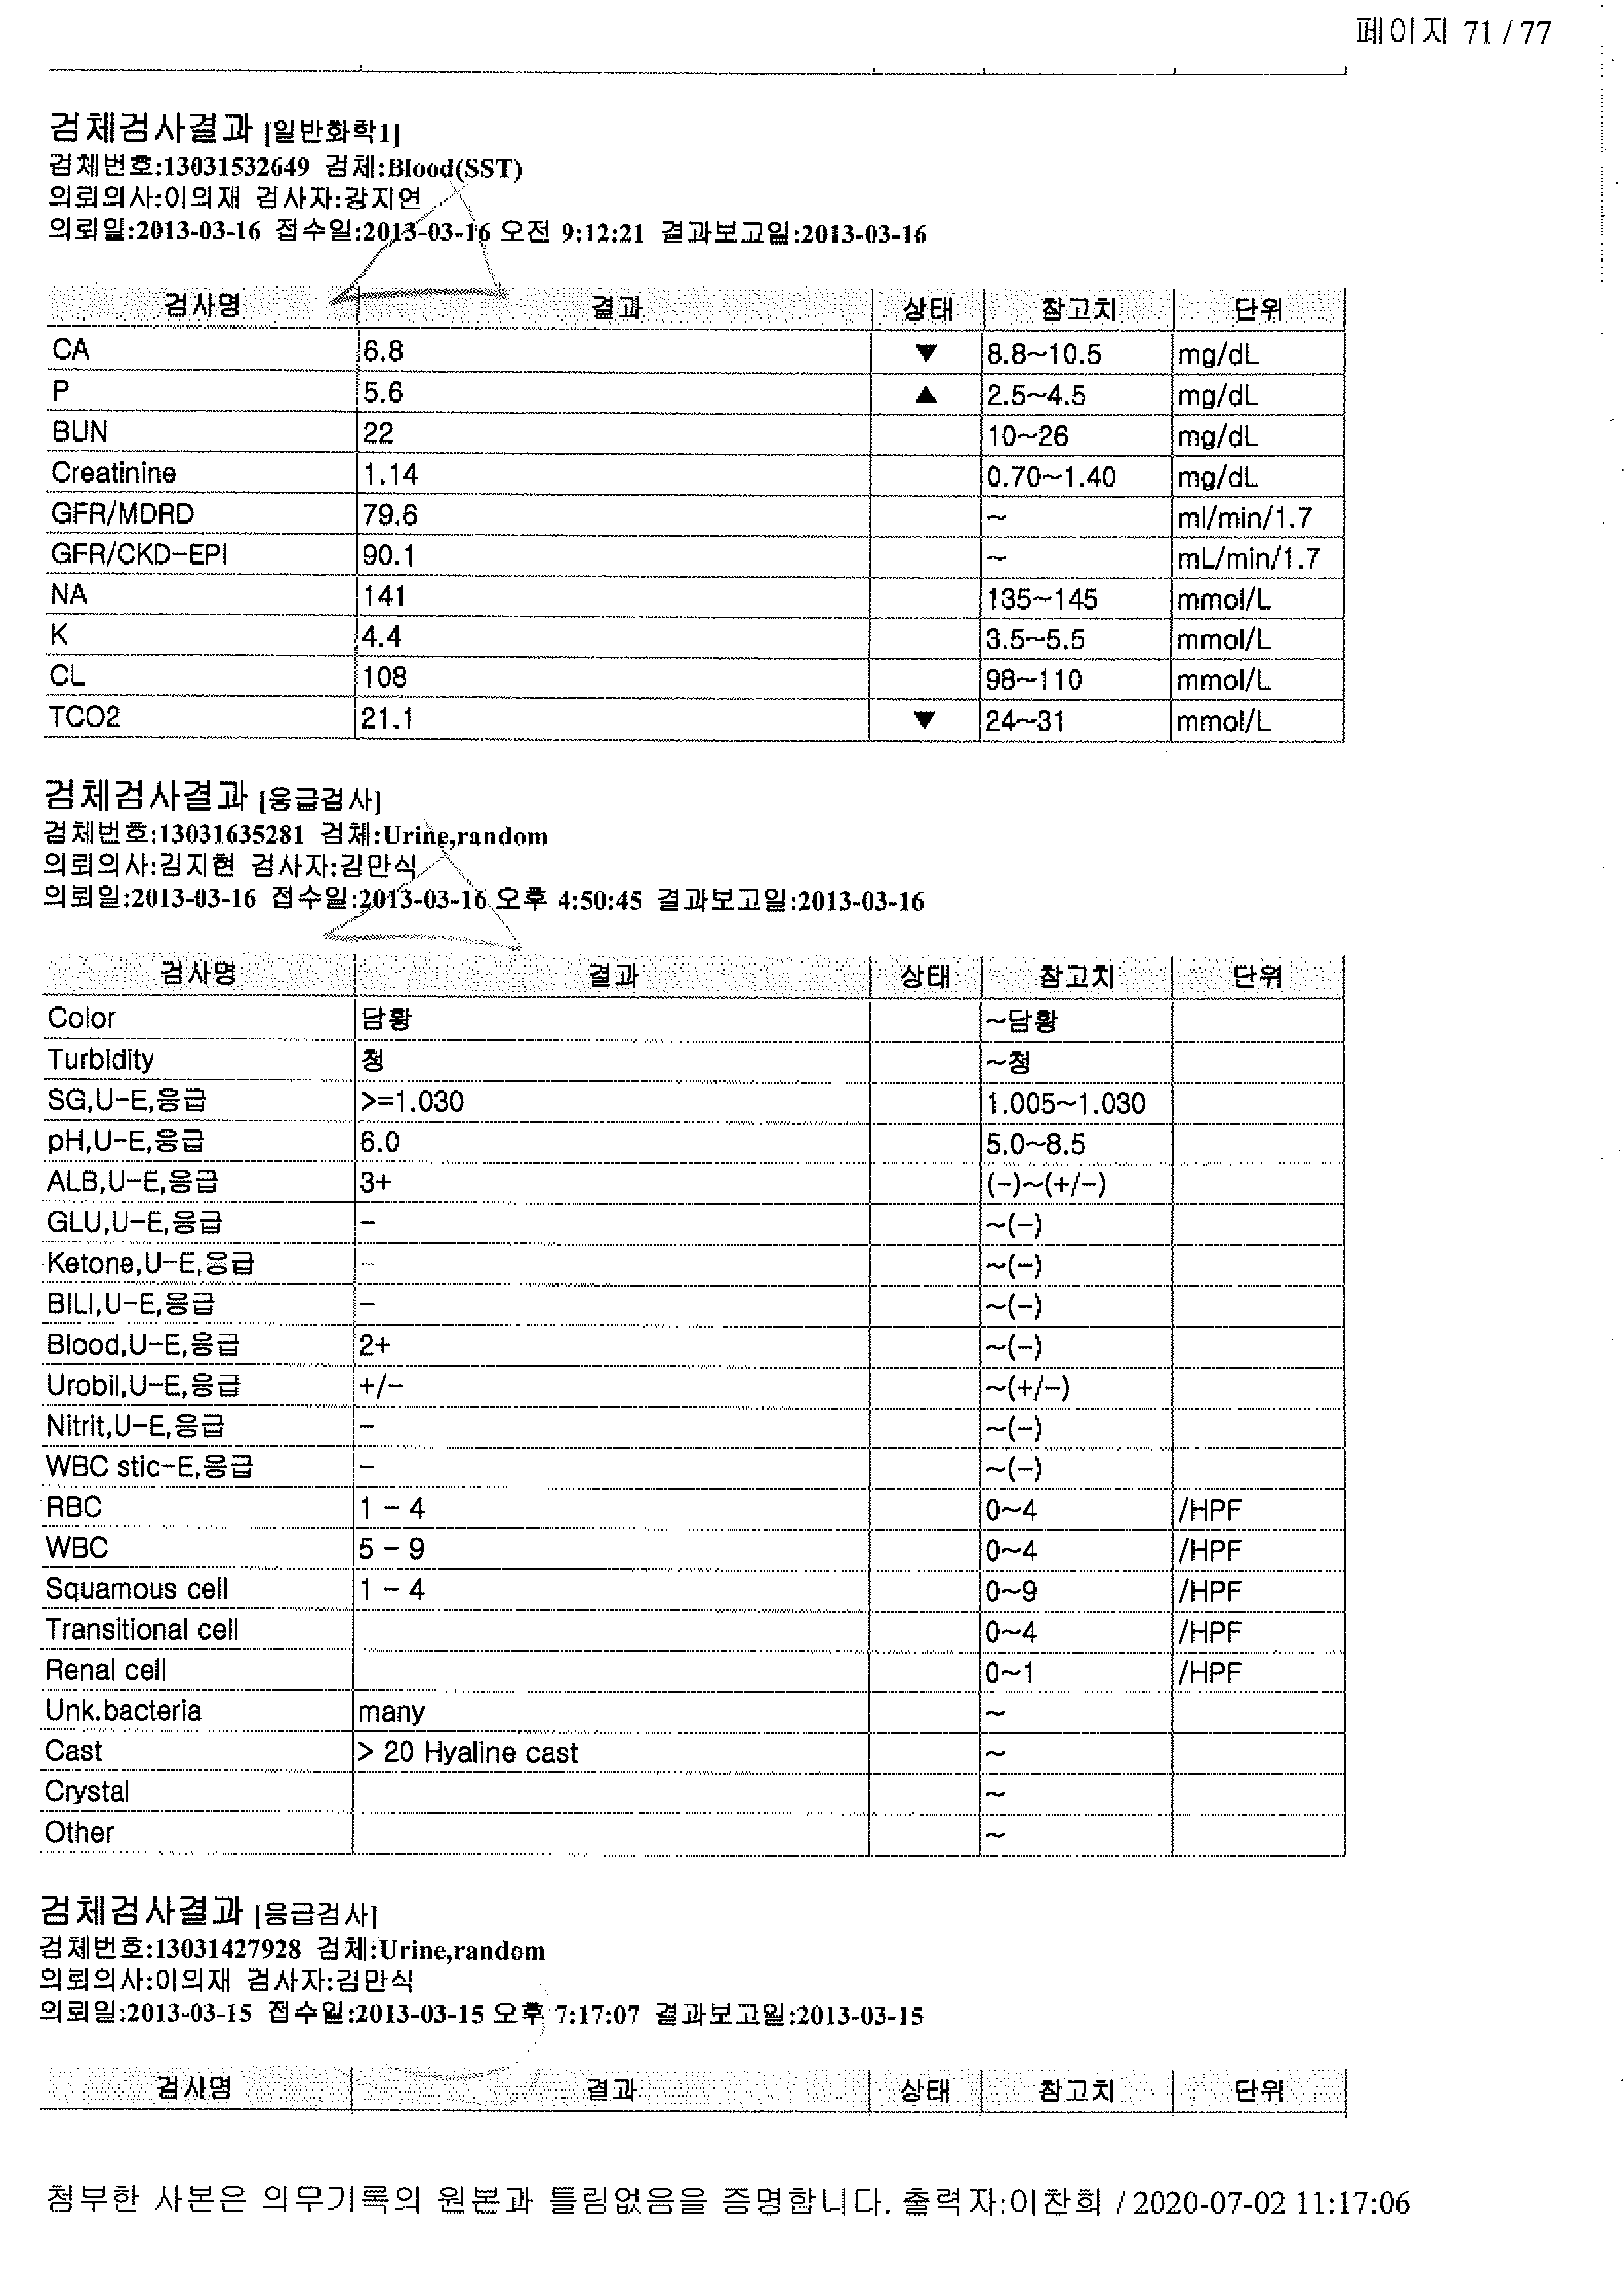 페이지 71 / 77
검체검사결과 [일반화학1]
검체번호:13031532649 검체:Blood(SST)
의뢰의사:이의재 검사자:강지연
의뢰일:2013-03-16 접수일:2013-03-16 오전 9:12:21 결과보고일:2013-03-16
검사명 결과 상태 참고치 단위
CA 6.8 ▼ 8.8~10.5 mg/dL
P 5.6 ▲ 2.5~4.5 mg/dL
BUN 22 10~26 mg/dL
Creatinine 1.14 0.70~1.40 mg/dL
GFR/MDRD 79.6 ~ ml/min/1.7
GFR/CKD-EPI 90.1 ~ mL/min/1.7
NA 141 135~145 mmol/L
K 4.4 3.5~5.5 mmol/L
CL 108 98~110 mmol/L
TCO2 21.1 ▼ 24~31 mmol/L
검체검사결과 [응급검사]
검체번호:13031635281 검체:Urine,random
의뢰의사:김지현 검사자:김만식
의뢰일:2013-03-16 접수일:2013-03-16 오후 4:50:45 결과보고일:2013-03-16
검사명 결과 상태 참고치 단위
Color 담황 ~담황
Turbidity 청 ~청
SG,U-E,응급 >=1.030 1.005~1.030
pH,U-E,응급 6.0 5.0~8.5
ALB,U-E,응급 3+ (-)~(+/-)
GLU,U-E,응급 - ~(-)
Ketone,U-E,응급 - ~(-)
BILI,U-E,응급 - ~(-)
Blood,U-E,응급 2+ ~(-)
Urobil,U-E,응급 +/- ~(+/-)
Nitrit,U-E,응급 - ~(-)
WBC stic-E,응급 - ~(-)
RBC 1 - 4 0~4 /HPF
WBC 5 - 9 0~4 /HPF
Squamous cell 1 - 4 0~9 /HPF
Transitional cell 0~4 /HPF
Renal cell 0~1 /HPF
Unk.bacteria many ~
Cast > 20 Hyaline cast ~
Crystal ~
Other ~
검체검사결과 [응급검사]
검체번호:13031427928 검체:Urine,random
의뢰의사:이의재 검사자:김만식
의뢰일:2013-03-15 접수일:2013-03-15 오후 7:17:07 결과보고일:2013-03-15
검사명 결과 상태 참고치 단위
첨부한 사본은 의무기록의 원본과 틀림없음을 증명합니다. 출력자:이찬희 / 2020-07-02 11:17:06